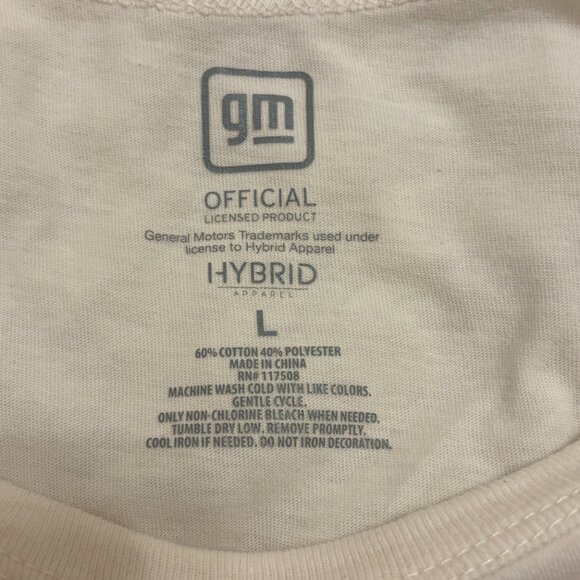 gm
OFFICIAL
LICENSED PRODUCT
General Motors Trademarks used under
license to Hybrid Apparel
HYBRID
APPAREL
L
60% COTTON 40% POLYESTER
MADE IN CHINA
RN# 117508
MACHINE WASH COLD WITH LIKE COLORS.
GENTLE CYCLE.
ONLY NON-CHLORINE BLEACH WHEN NEEDED.
TUMBLE DRY LOW. REMOVE PROMPTLY.
COOL IRON IF NEEDED. DO NOT IRON DECORATION.